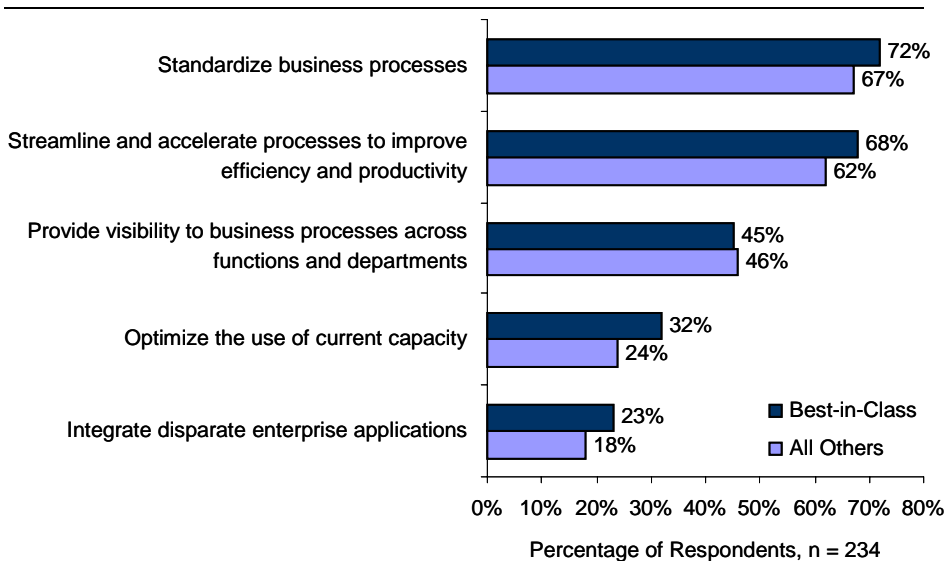 Standardize business processes
72%
67%
Streamline and accelerate processes to improve
efficiency and productivity
68%
62%
Provide visibility to business processes across
functions and departments
45%
46%
Optimize the use of current capacity
32%
24%
Integrate disparate enterprise applications
23%
18%
Best-in-Class
All Others
0% 10% 20% 30% 40% 50% 60% 70% 80%
Percentage of Respondents, n = 234